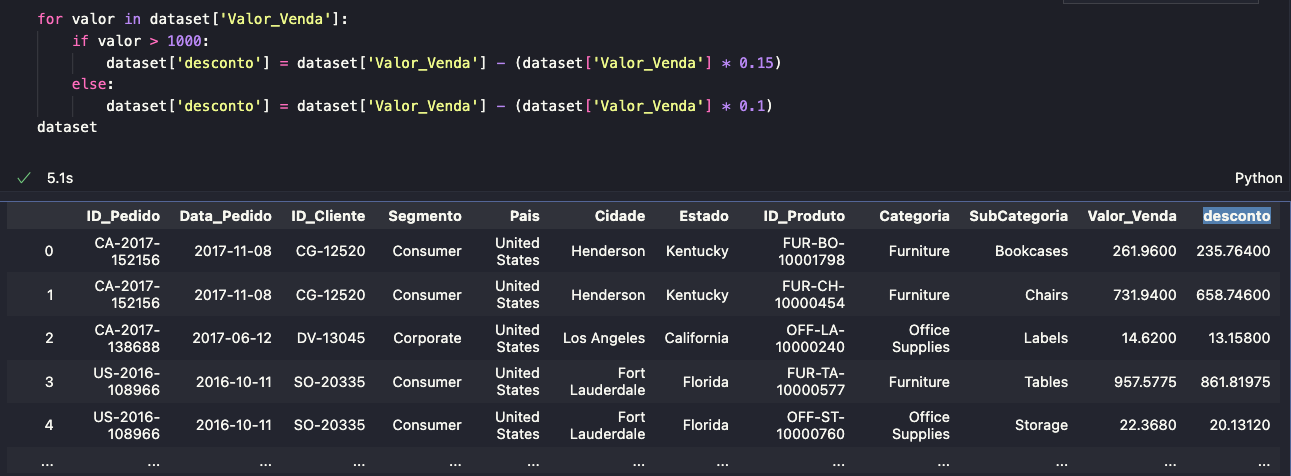 for valor in dataset['Valor_Venda']:
    if valor > 1000:
        dataset['desconto'] = dataset['Valor_Venda'] - (dataset['Valor_Venda'] * 0.15)
    else:
        dataset['desconto'] = dataset['Valor_Venda'] - (dataset['Valor_Venda'] * 0.1)
dataset
✓ 5.1s Python
ID_Pedido Data_Pedido ID_Cliente Segmento Pais Cidade Estado ID_Produto Categoria SubCategoria Valor_Venda desconto
0 CA-2017-152156 2017-11-08 CG-12520 Consumer United States Henderson Kentucky FUR-BO-10001798 Furniture Bookcases 261.9600 235.76400
1 CA-2017-152156 2017-11-08 CG-12520 Consumer United States Henderson Kentucky FUR-CH-10000454 Furniture Chairs 731.9400 658.74600
2 CA-2017-138688 2017-06-12 DV-13045 Corporate United States Los Angeles California OFF-LA-10000240 Office Supplies Labels 14.6200 13.15800
3 US-2016-108966 2016-10-11 SO-20335 Consumer United States Fort Lauderdale Florida FUR-TA-10000577 Furniture Tables 957.5775 861.81975
4 US-2016-108966 2016-10-11 SO-20335 Consumer United States Fort Lauderdale Florida OFF-ST-10000760 Office Supplies Storage 22.3680 20.13120
... ... ... ... ... ... ... ... ... ... ... ... ...